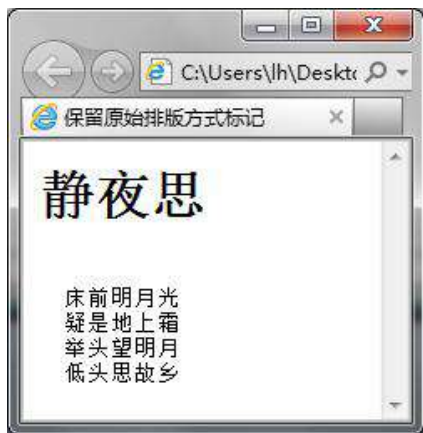 C:\Users\lh\Deskt
保留原始排版方式标记
静夜思
床前明月光
疑是地上霜
举头望明月
低头思故乡